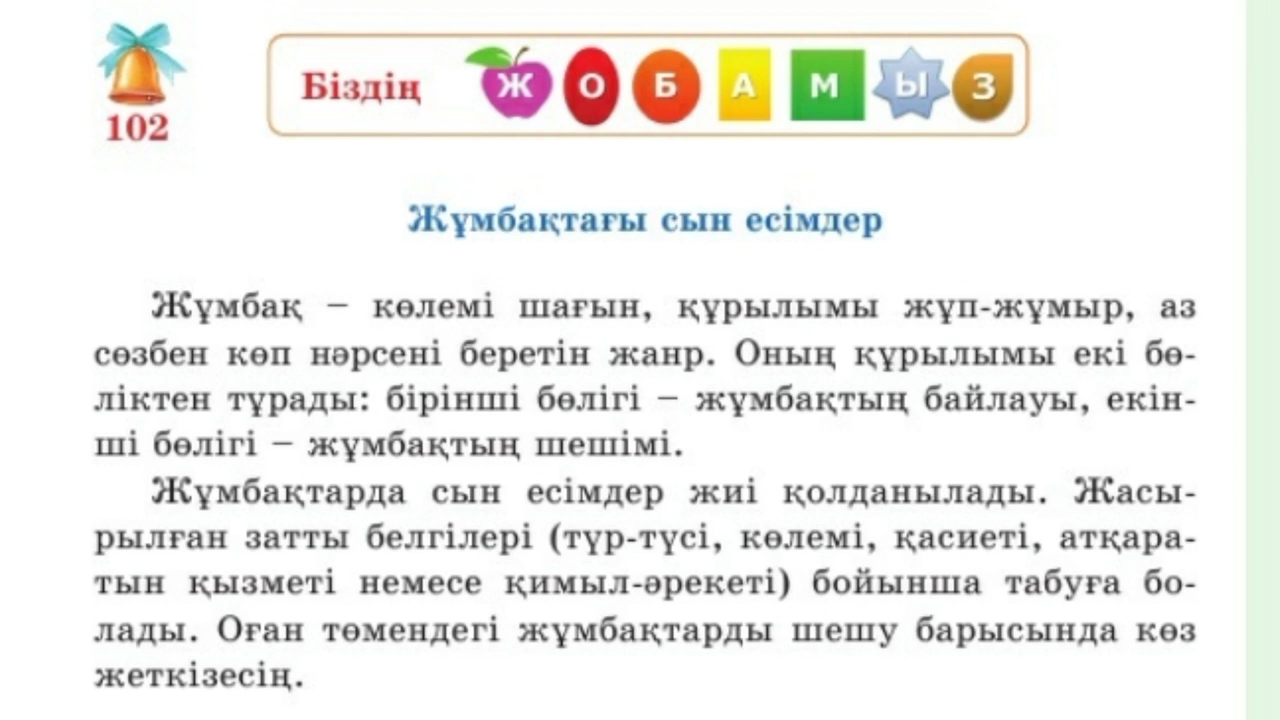 102
Біздің ЖОБАМЫЗ
Жұмбақтағы сын есімдер
Жұмбақ – көлемі шағын, құрылымы жұп-жұмыр, аз
сөзбен көп нәрсені беретін жанр. Оның құрылымы екі бө-
ліктен тұрады: бірінші бөлігі – жұмбақтың байлауы, екін-
ші бөлігі – жұмбақтың шешімі.
Жұмбақтарда сын есімдер жиі қолданылады. Жасы-
рылған затты белгілері (түр-түсі, көлемі, қасиеті, атқара-
тын қызметі немесе қимыл-әрекеті) бойынша табуға бо-
лады. Оған төмендегі жұмбақтарды шешу барысында көз
жеткізесің.